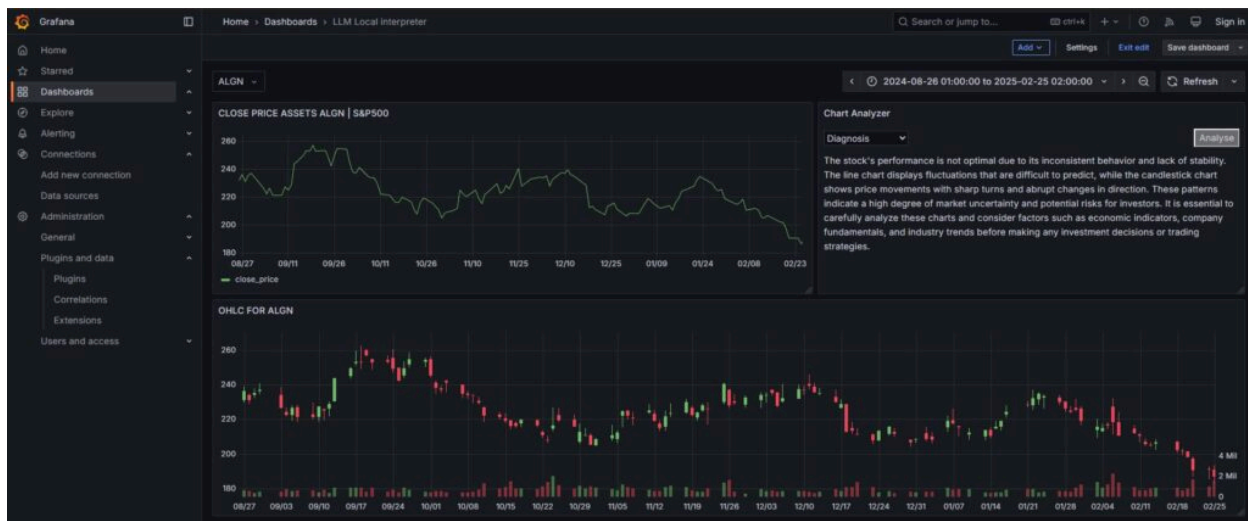 Grafana
Home › Dashboards › LLM Local interpreter
Search or jump to...
ctrl+k
Sign in
Home
Starred
Dashboards
Explore
Alerting
Connections
Add new connection
Data sources
Administration
General
Plugins and data
Plugins
Correlations
Extensions
Users and access
Add
Settings
Exit edit
Save dashboard
ALGN
2024-08-26 01:00:00 to 2025-02-25 02:00:00
Refresh
CLOSE PRICE ASSETS ALGN | S&P500
260
240
220
200
180
08/27 09/11 09/26 10/11 10/26 11/10 11/25 12/10 12/25 01/09 01/24 02/08 02/23
close_price
Chart Analyzer
Diagnosis
Analyse
The stock's performance is not optimal due to its inconsistent behavior and lack of stability.
The line chart displays fluctuations that are difficult to predict, while the candlestick chart
shows price movements with sharp turns and abrupt changes in direction. These patterns
indicate a high degree of market uncertainty and potential risks for investors. It is essential to
carefully analyze these charts and consider factors such as economic indicators, company
fundamentals, and industry trends before making any investment decisions or trading
strategies.
OHLC FOR ALGN
260
240
220
200
180
4 Mil
2 Mil
0
08/27 09/03 09/10 09/17 09/24 10/01 10/08 10/15 10/22 10/29 11/05 11/12 11/19 11/26 12/03 12/10 12/17 12/24 12/31 01/07 01/14 01/21 01/28 02/04 02/11 02/18 02/25